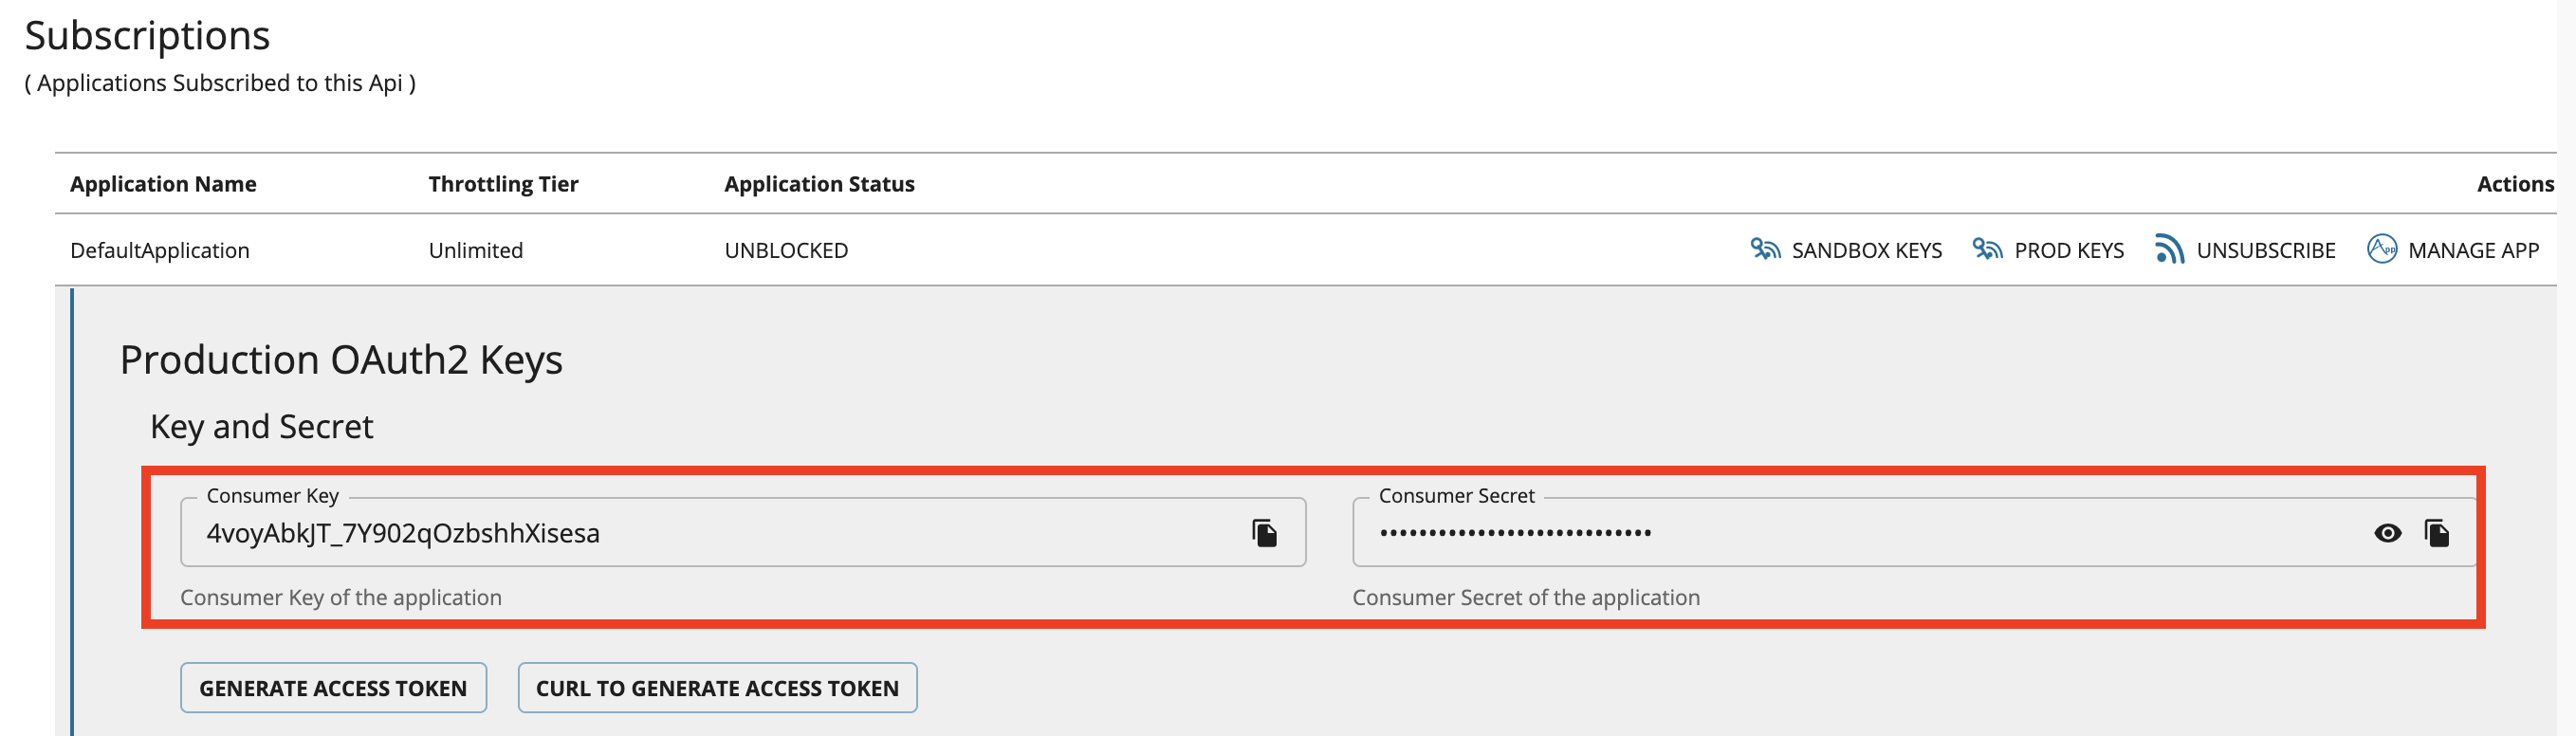 Subscriptions
( Applications Subscribed to this Api )
Application Name Throttling Tier Application Status Actions
DefaultApplication Unlimited UNBLOCKED SANDBOX KEYS PROD KEYS UNSUBSCRIBE App MANAGE APP
Production OAuth2 Keys
Key and Secret
Consumer Key Consumer Secret
4voyAbkJT_7Y902qOzbshhXisesa ••••••••••••••••••••••••••••
Consumer Key of the application Consumer Secret of the application
GENERATE ACCESS TOKEN CURL TO GENERATE ACCESS TOKEN